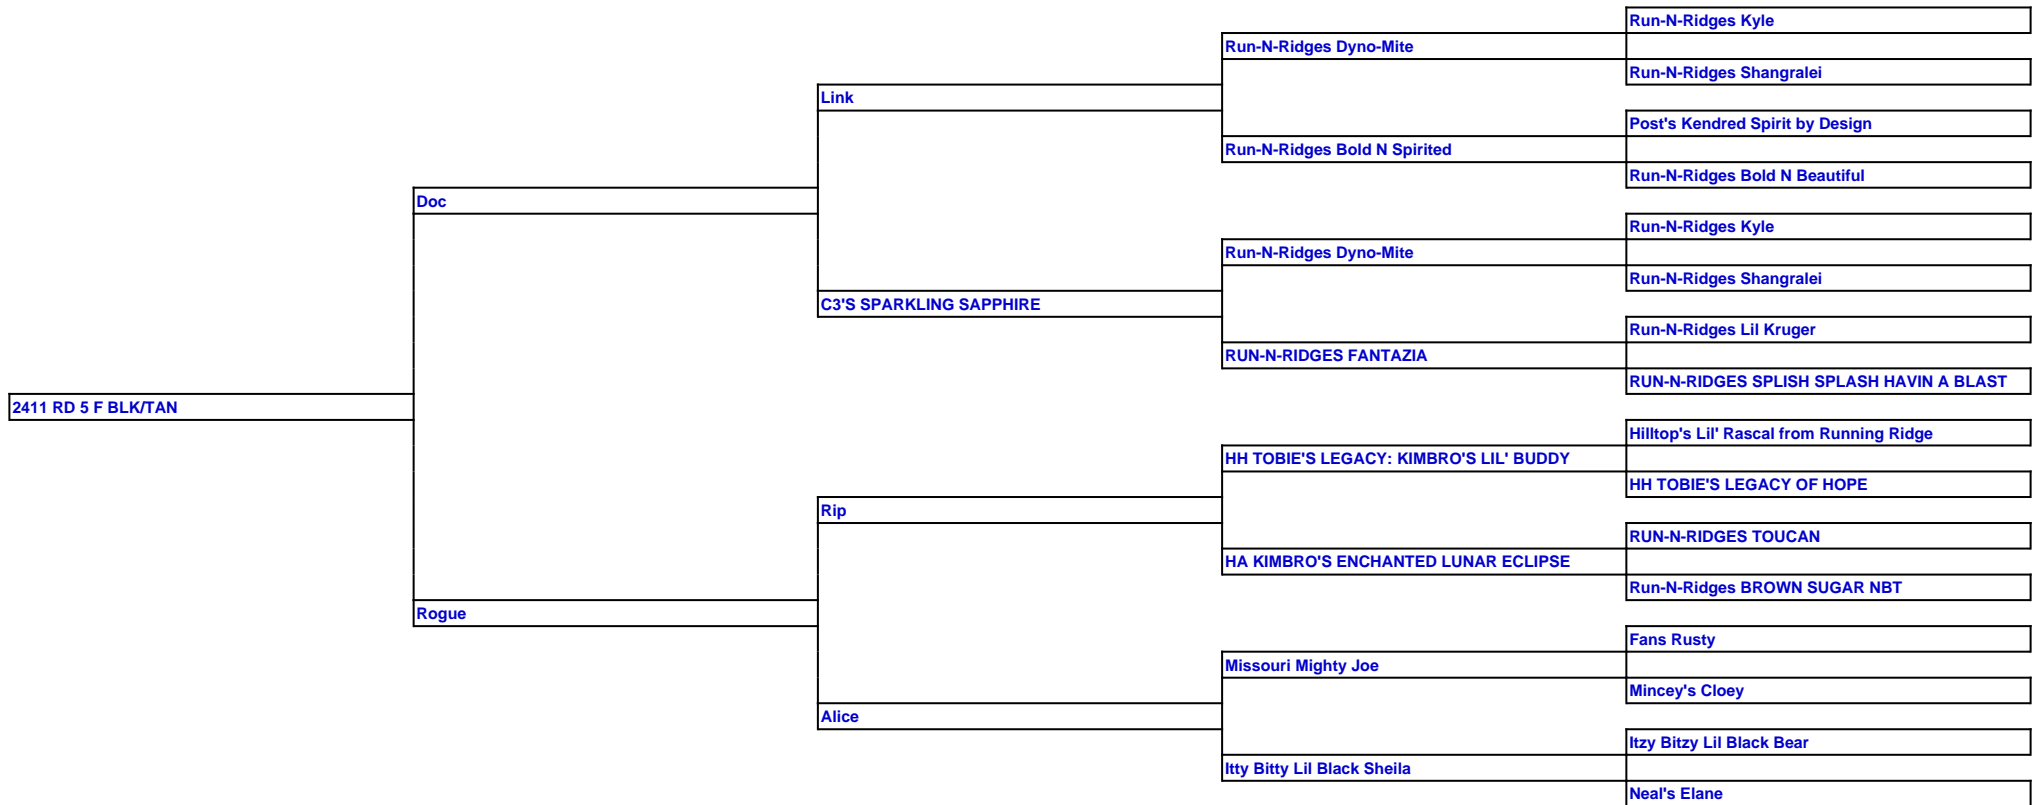 Run-N-Ridges Kyle
Run-N-Ridges Dyno-Mite
Run-N-Ridges Shangralei
Link
Post's Kendred Spirit by Design
Run-N-Ridges Bold N Spirited
Run-N-Ridges Bold N Beautiful
Doc
Run-N-Ridges Kyle
Run-N-Ridges Dyno-Mite
Run-N-Ridges Shangralei
C3'S SPARKLING SAPPHIRE
Run-N-Ridges Lil Kruger
RUN-N-RIDGES FANTAZIA
RUN-N-RIDGES SPLISH SPLASH HAVIN A BLAST
2411 RD 5 F BLK/TAN
Hilltop's Lil' Rascal from Running Ridge
HH TOBIE'S LEGACY: KIMBRO'S LIL' BUDDY
HH TOBIE'S LEGACY OF HOPE
Rip
RUN-N-RIDGES TOUCAN
HA KIMBRO'S ENCHANTED LUNAR ECLIPSE
Run-N-Ridges BROWN SUGAR NBT
Rogue
Fans Rusty
Missouri Mighty Joe
Mincey's Cloey
Alice
Itzy Bitzy Lil Black Bear
Itty Bitty Lil Black Sheila
Neal's Elane